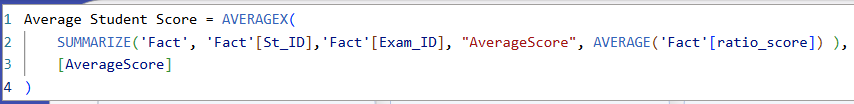 1 Average Student Score = AVERAGEX(
2     SUMMARIZE('Fact', 'Fact'[St_ID],'Fact'[Exam_ID], "AverageScore", AVERAGE('Fact'[ratio_score]) ),
3     [AverageScore]
4 )